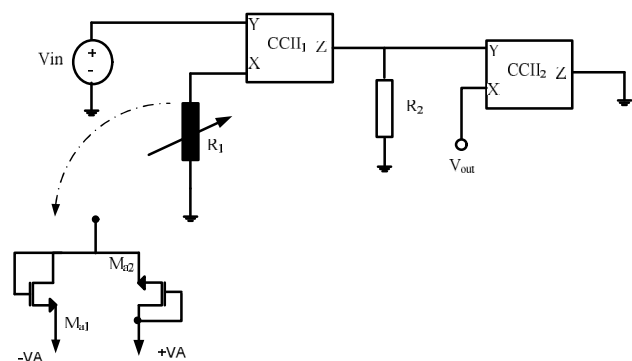 Vin
+
-
Y
X
CCII₁
Z
R₁
R₂
Y
X
CCII₂
Z
Vout
Ma2
Ma1
-VA
+VA